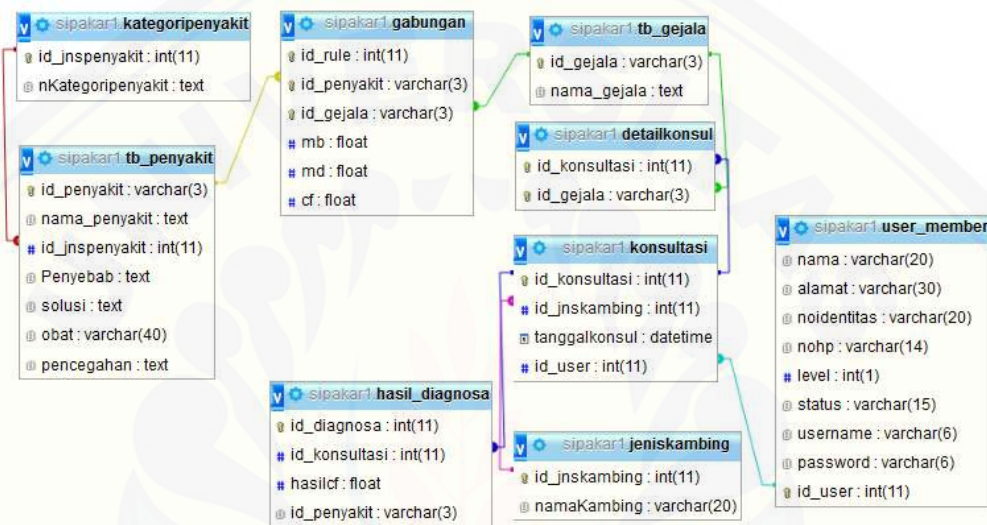 sipakar1.kategoripenyakit
id_jnspenyakit : int(11)
nKategoripenyakit : text
sipakar1.tb_penyakit
id_penyakit : varchar(3)
nama_penyakit : text
id_jnspenyakit : int(11)
Penyebab : text
solusi : text
obat : varchar(40)
pencegahan : text
sipakar1.gabungan
id_rule : int(11)
id_penyakit : varchar(3)
id_gejala : varchar(3)
mb : float
md : float
cf : float
sipakar1.tb_gejala
id_gejala : varchar(3)
nama_gejala : text
sipakar1.detailkonsul
id_konsultasi : int(11)
id_gejala : varchar(3)
sipakar1.konsultasi
id_konsultasi : int(11)
id_jnskambing : int(11)
tanggalkonsul : datetime
id_user : int(11)
sipakar1.hasil_diagnosa
id_diagnosa : int(11)
id_konsultasi : int(11)
hasilcf : float
id_penyakit : varchar(3)
sipakar1.jeniskambing
id_jnskambing : int(11)
namaKambing : varchar(20)
sipakar1.user_member
nama : varchar(20)
alamat : varchar(30)
noidentitas : varchar(20)
nohp : varchar(14)
level : int(1)
status : varchar(15)
username : varchar(6)
password : varchar(6)
id_user : int(11)